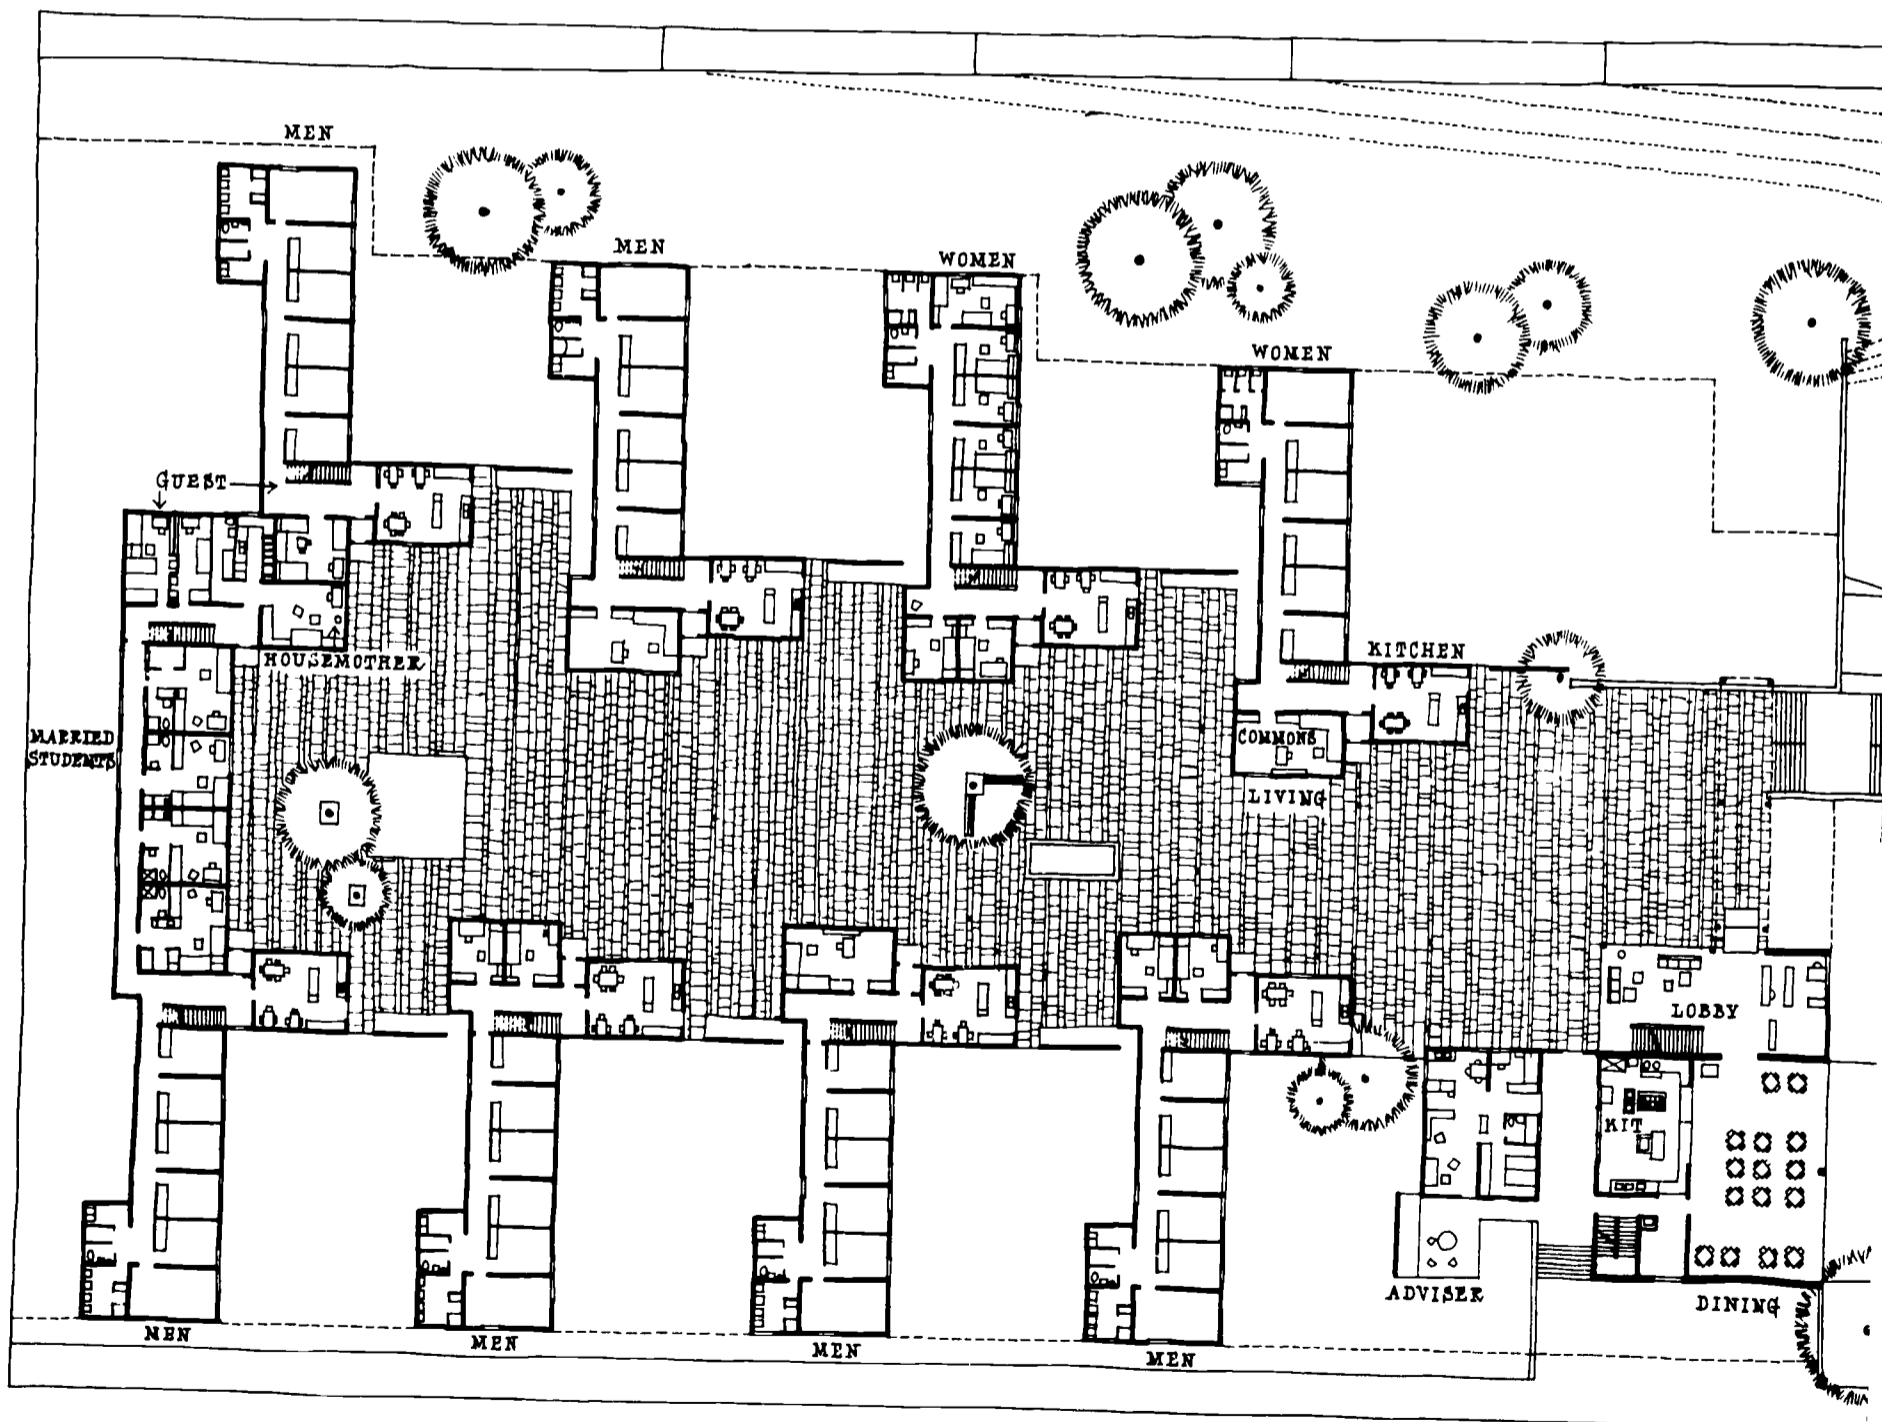 MEN
MEN
WOMEN
WOMEN
GUEST
KITCHEN
HOUSEMOTHER
MARRIED
STUDENTS
COMMONS
LIVING
LOBBY
KIT
ADVISER
DINING
MEN
MEN
MEN
MEN